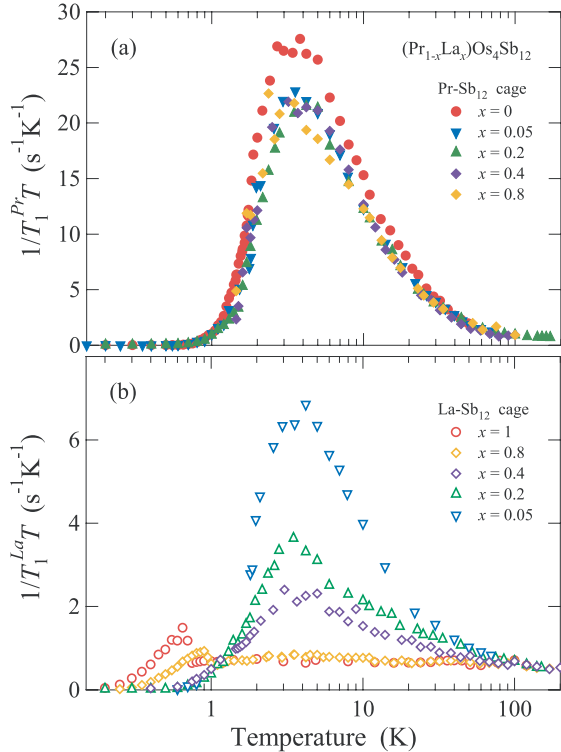 (a)
(Pr₁₋ₓLaₓ)Os₄Sb₁₂
Pr-Sb₁₂ cage
x = 0
x = 0.05
x = 0.2
x = 0.4
x = 0.8
30
25
20
15
10
5
0
1/T₁ᴾʳT (s⁻¹K⁻¹)
(b)
La-Sb₁₂ cage
x = 1
x = 0.8
x = 0.4
x = 0.2
x = 0.05
6
4
2
0
1/T₁ᴸᵃT (s⁻¹K⁻¹)
1 10 100
Temperature (K)